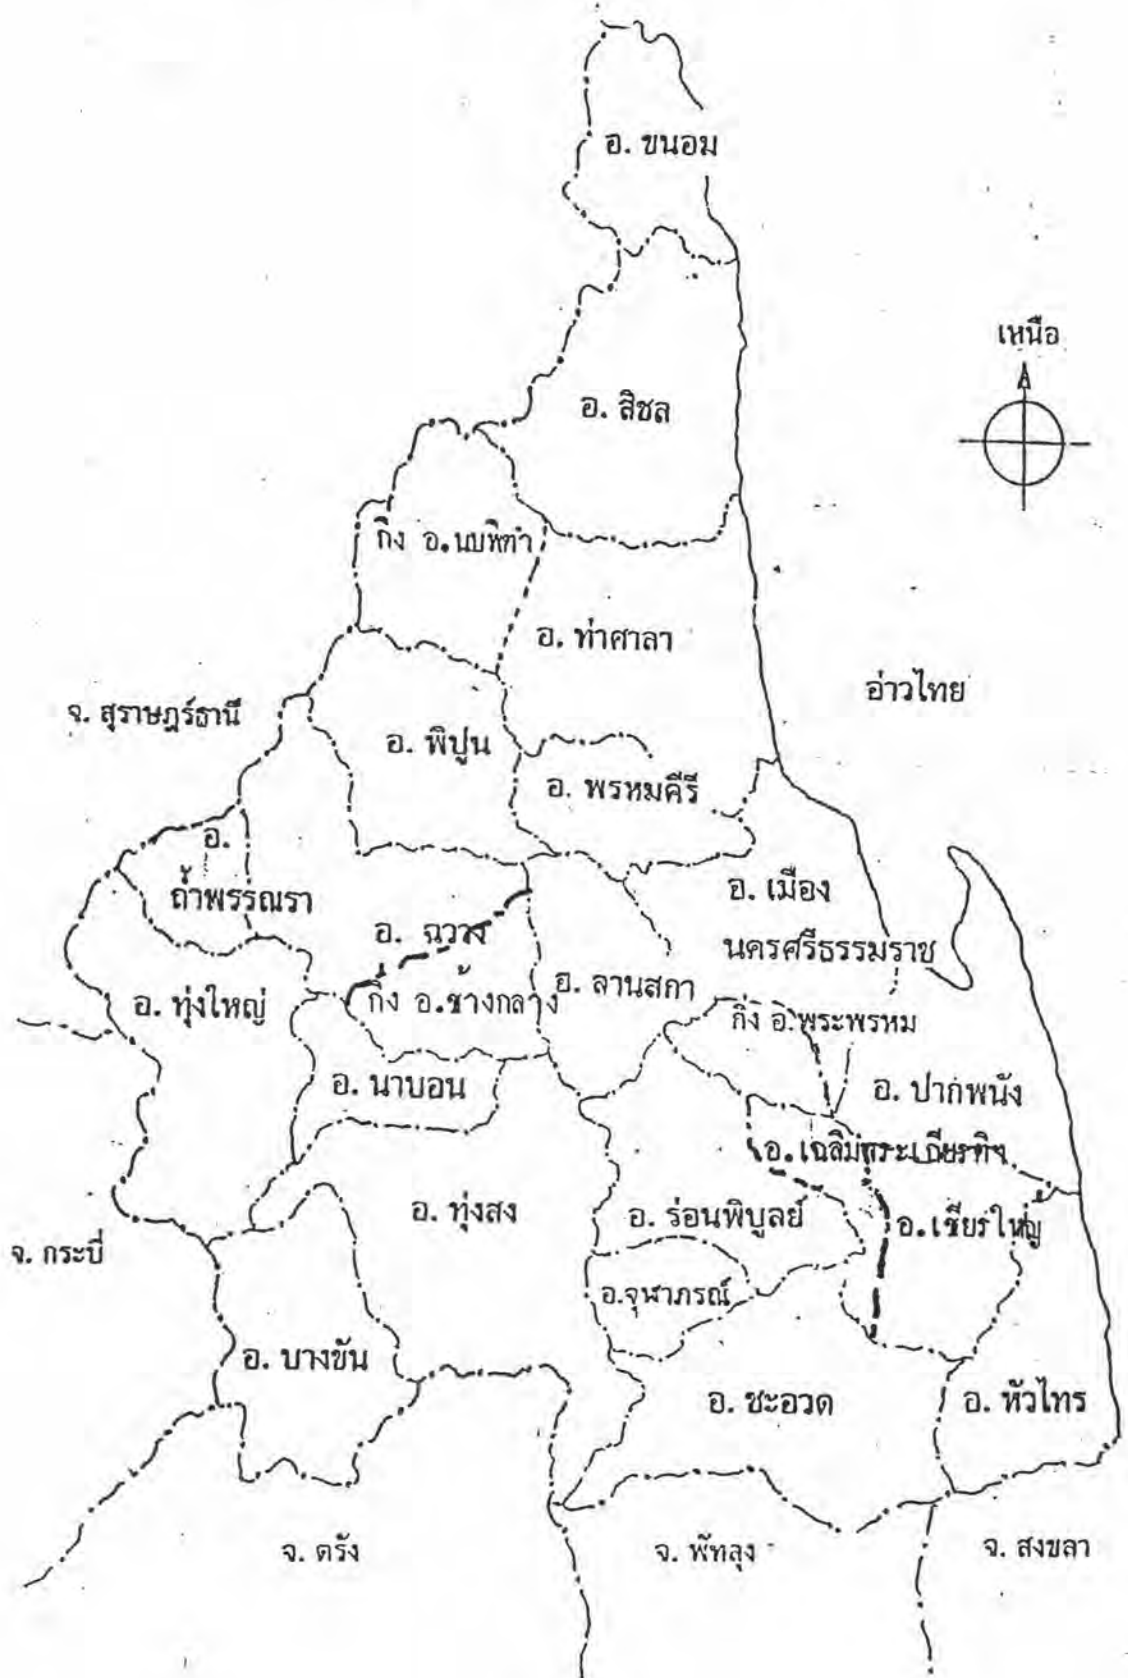 อ. ขนอม
เหนือ
อ. สิชล
กิ่ง อ.นบพิตำ
อ. ท่าศาลา
อ่าวไทย
จ. สุราษฎร์ธานี
อ. พิปูน
อ. พรหมคีรี
อ.
ถ้ำพรรณรา
อ. เมือง
นครศรีธรรมราช
อ. ฉวาง
อ. ลานสกา
กิ่ง อ.ช้างกลาง
อ. ทุ่งใหญ่
กิ่ง อ.พระพรหม
อ. นาบอน
อ. ปากพนัง
อ.เฉลิมพระเกียรติฯ
อ. ทุ่งสง
อ. ร่อนพิบูลย์
อ.เชียรใหญ่
จ. กระบี่
อ.จุฬาภรณ์
อ. บางขัน
อ. ชะอวด
อ. หัวไทร
จ. ตรัง
จ. พัทลุง
จ. สงขลา